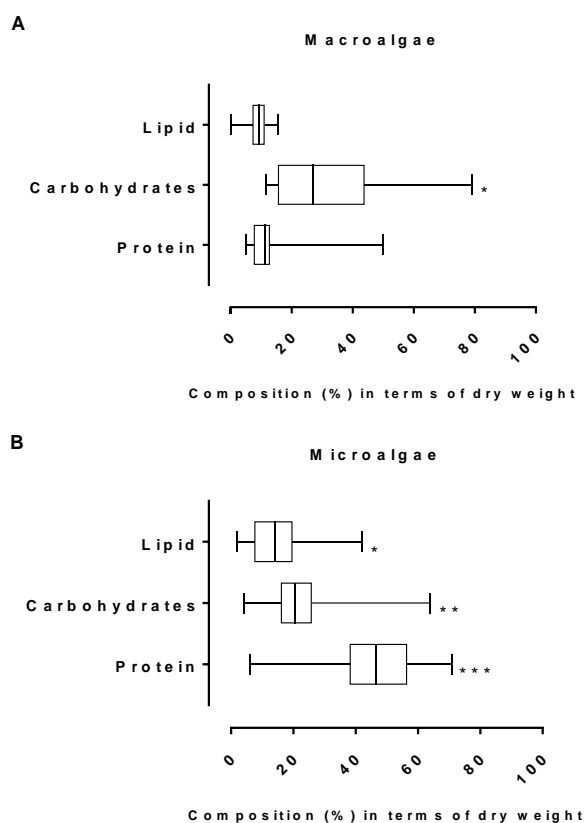 A
Macroalgae
Lipid
Carbohydrates
*
Protein
0 20 40 60 80 100
Composition (%) in terms of dry weight
B
Microalgae
Lipid
*
Carbohydrates
**
Protein
***
0 20 40 60 80 100
Composition (%) in terms of dry weight